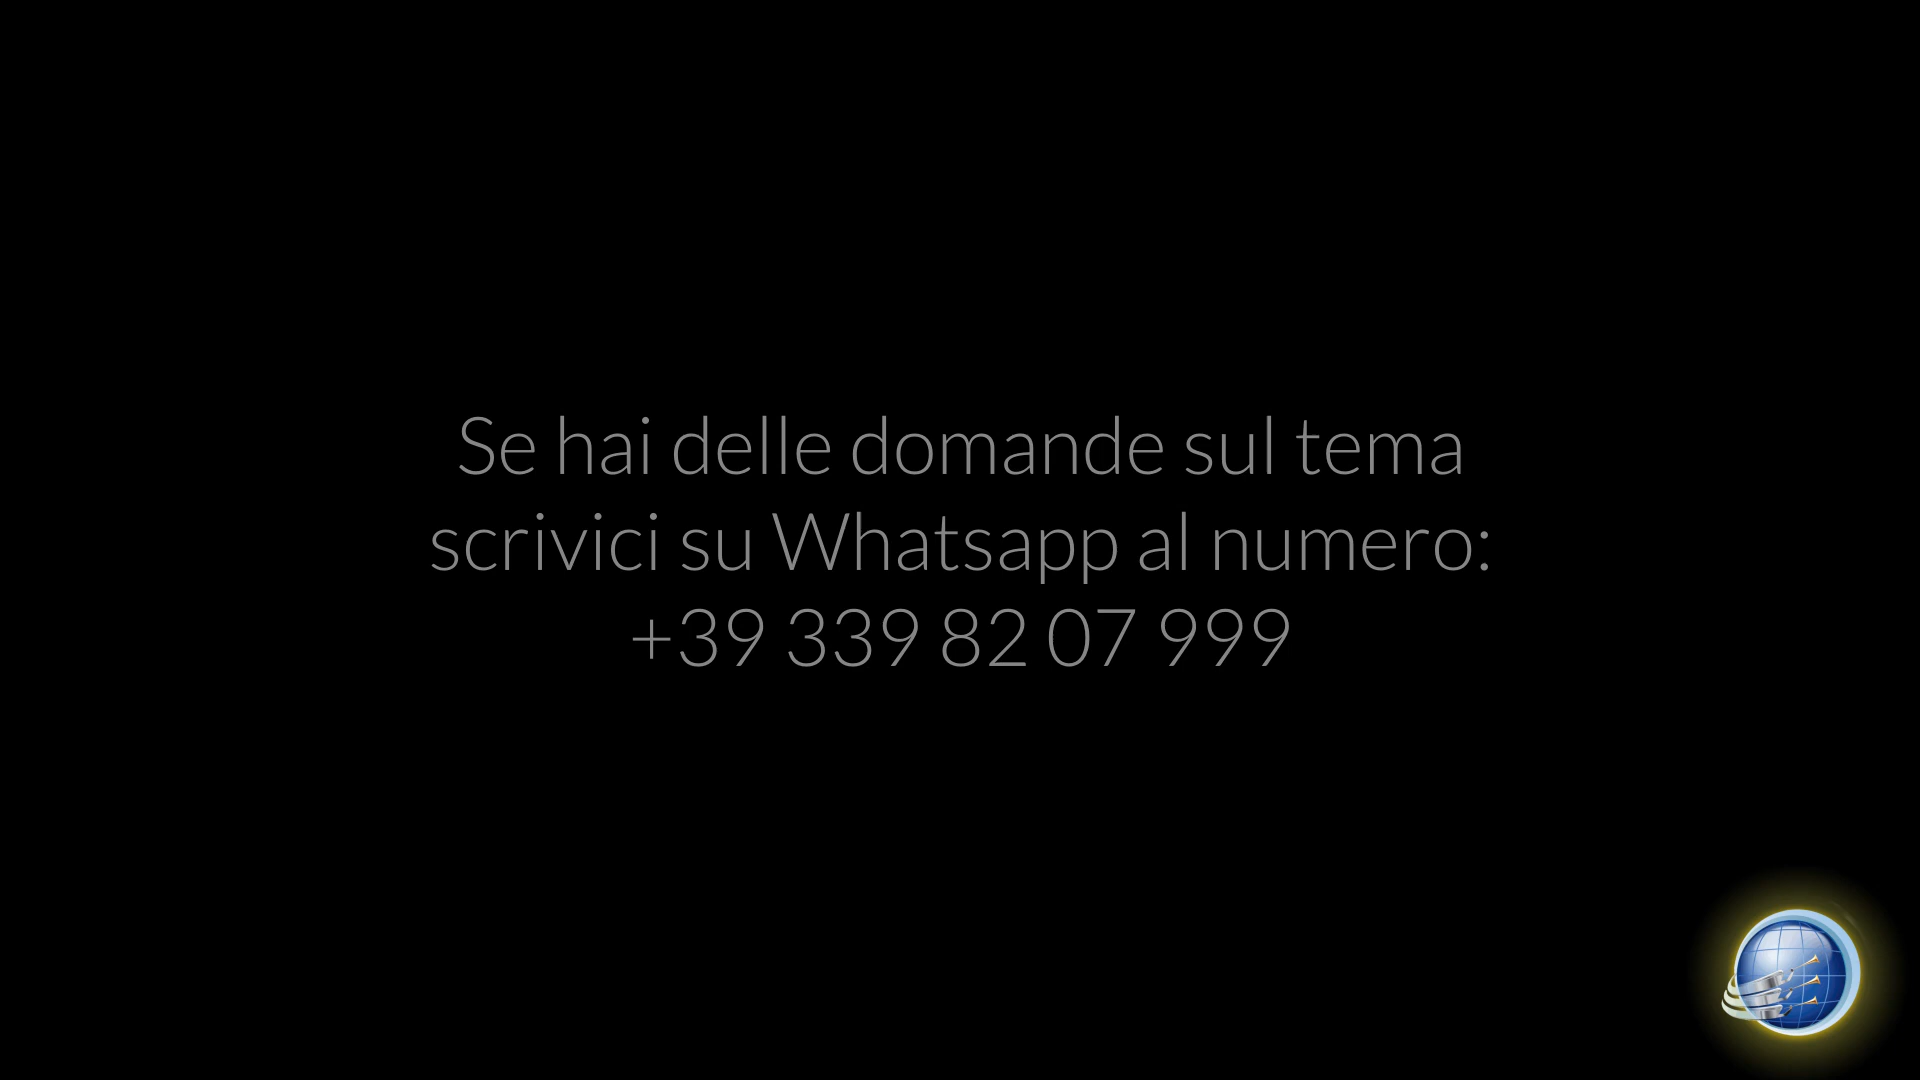 Se hai delle domande sul tema
scrivici su Whatsapp al numero:
+39 339 82 07 999